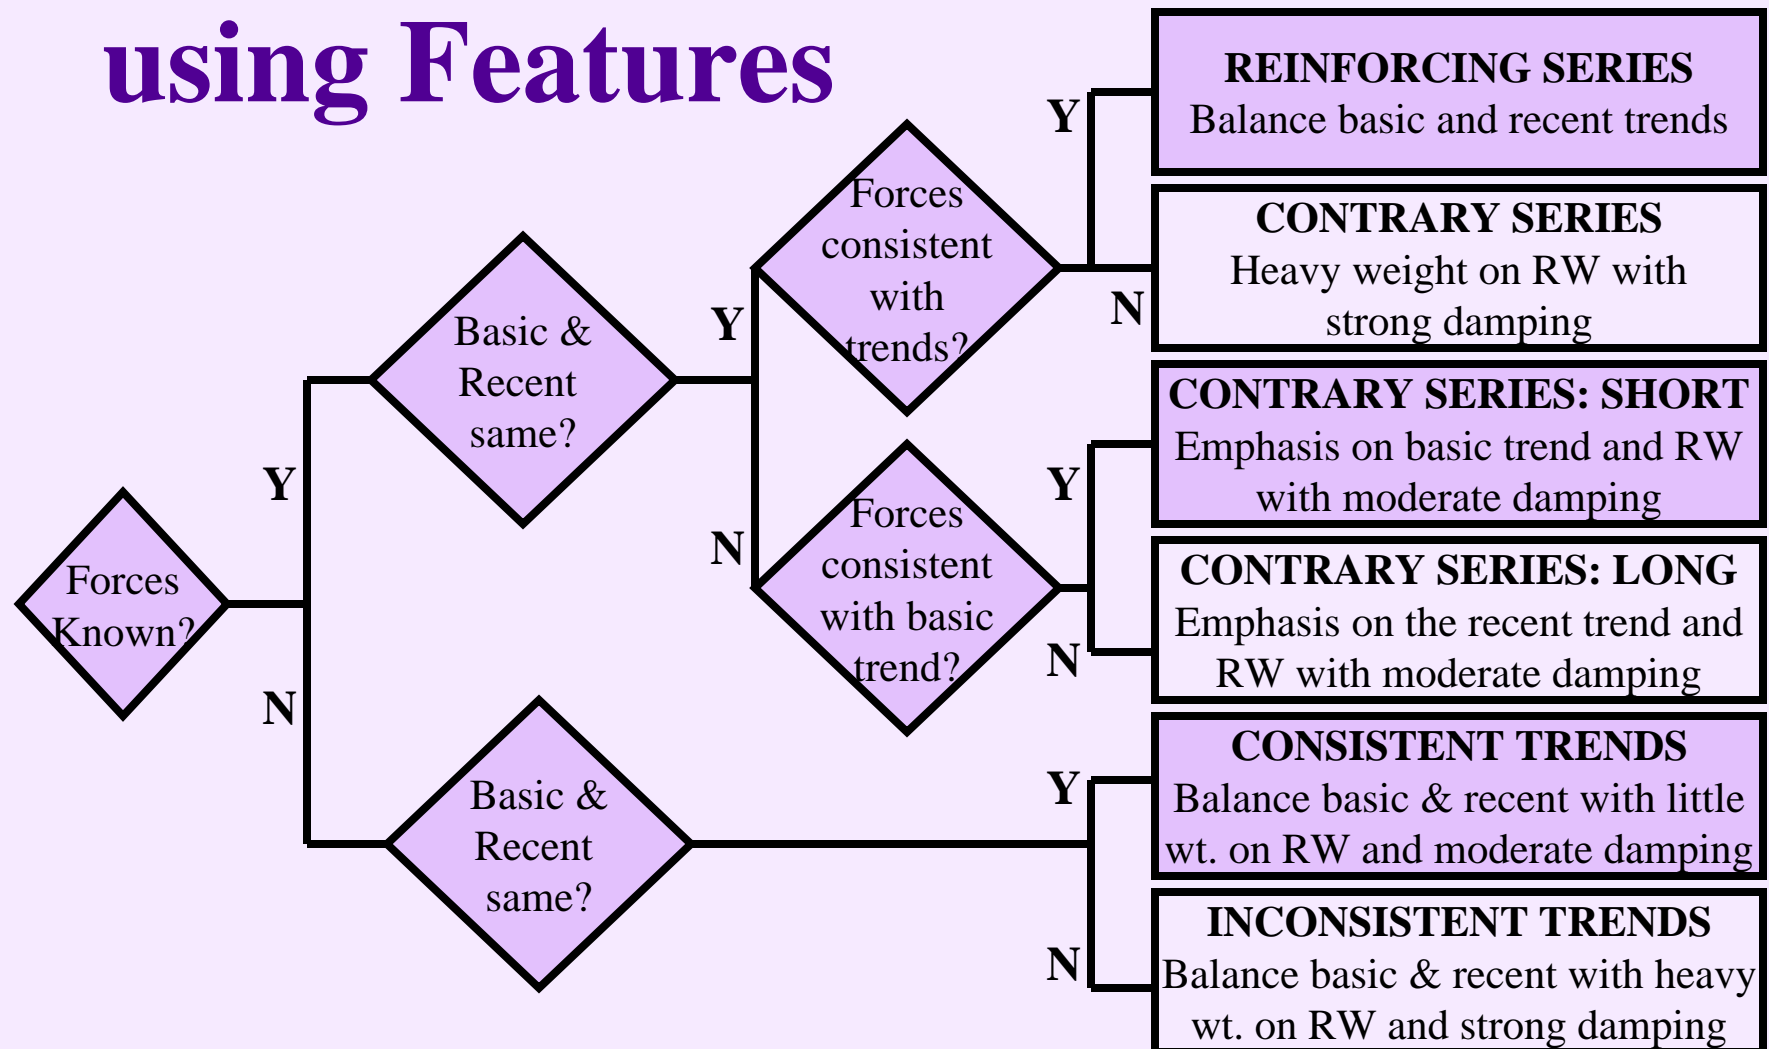 using Features
Forces
Known?
Y
N
Basic &
Recent
same?
Y
N
Forces
consistent
with
trends?
Y
N
REINFORCING SERIES
Balance basic and recent trends
CONTRARY SERIES
Heavy weight on RW with
strong damping
Forces
consistent
with basic
trend?
Y
N
CONTRARY SERIES: SHORT
Emphasis on basic trend and RW
with moderate damping
CONTRARY SERIES: LONG
Emphasis on the recent trend and
RW with moderate damping
Basic &
Recent
same?
Y
N
CONSISTENT TRENDS
Balance basic & recent with little
wt. on RW and moderate damping
INCONSISTENT TRENDS
Balance basic & recent with heavy
wt. on RW and strong damping